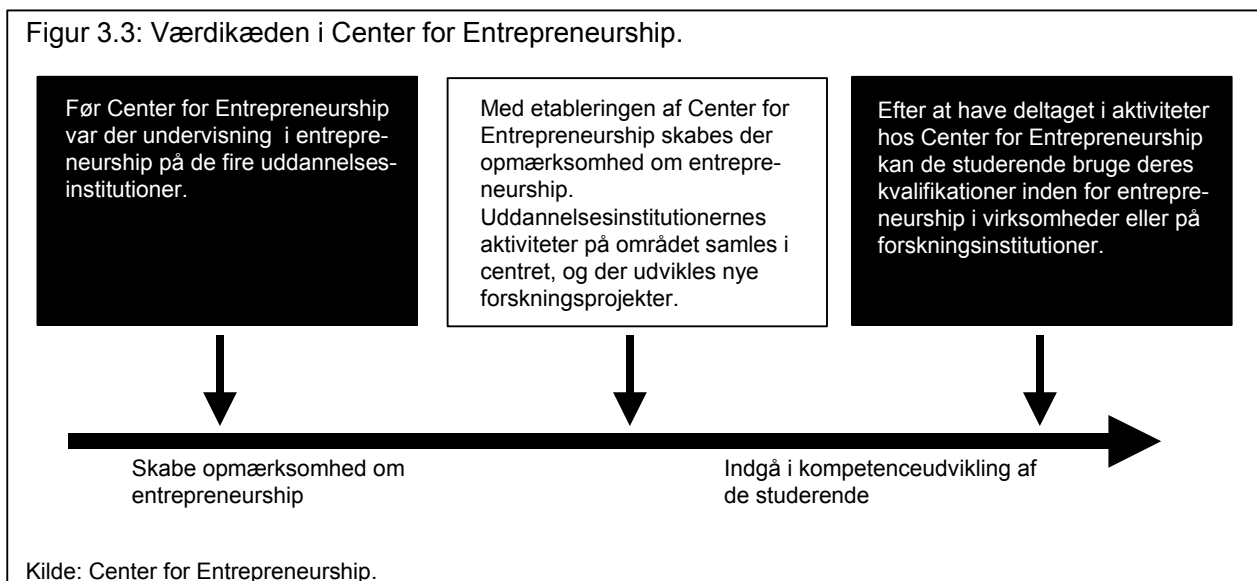 Figur 3.3: Værdikæden i Center for Entrepreneurship.
Før Center for Entrepreneurship
var der undervisning i entrepre-
neurship på de fire uddannelses-
institutioner.
Med etableringen af Center for
Entrepreneurship skabes der
opmærksomhed om entrepre-
neurship.
Uddannelsesinstitutionernes
aktiviteter på området samles i
centret, og der udvikles nye
forskningsprojekter.
Efter at have deltaget i aktiviteter
hos Center for Entrepreneurship
kan de studerende bruge deres
kvalifikationer inden for entrepre-
neurship i virksomheder eller på
forskningsinstitutioner.
Skabe opmærksomhed om
entrepreneurship
Indgå i kompetenceudvikling af
de studerende
Kilde: Center for Entrepreneurship.